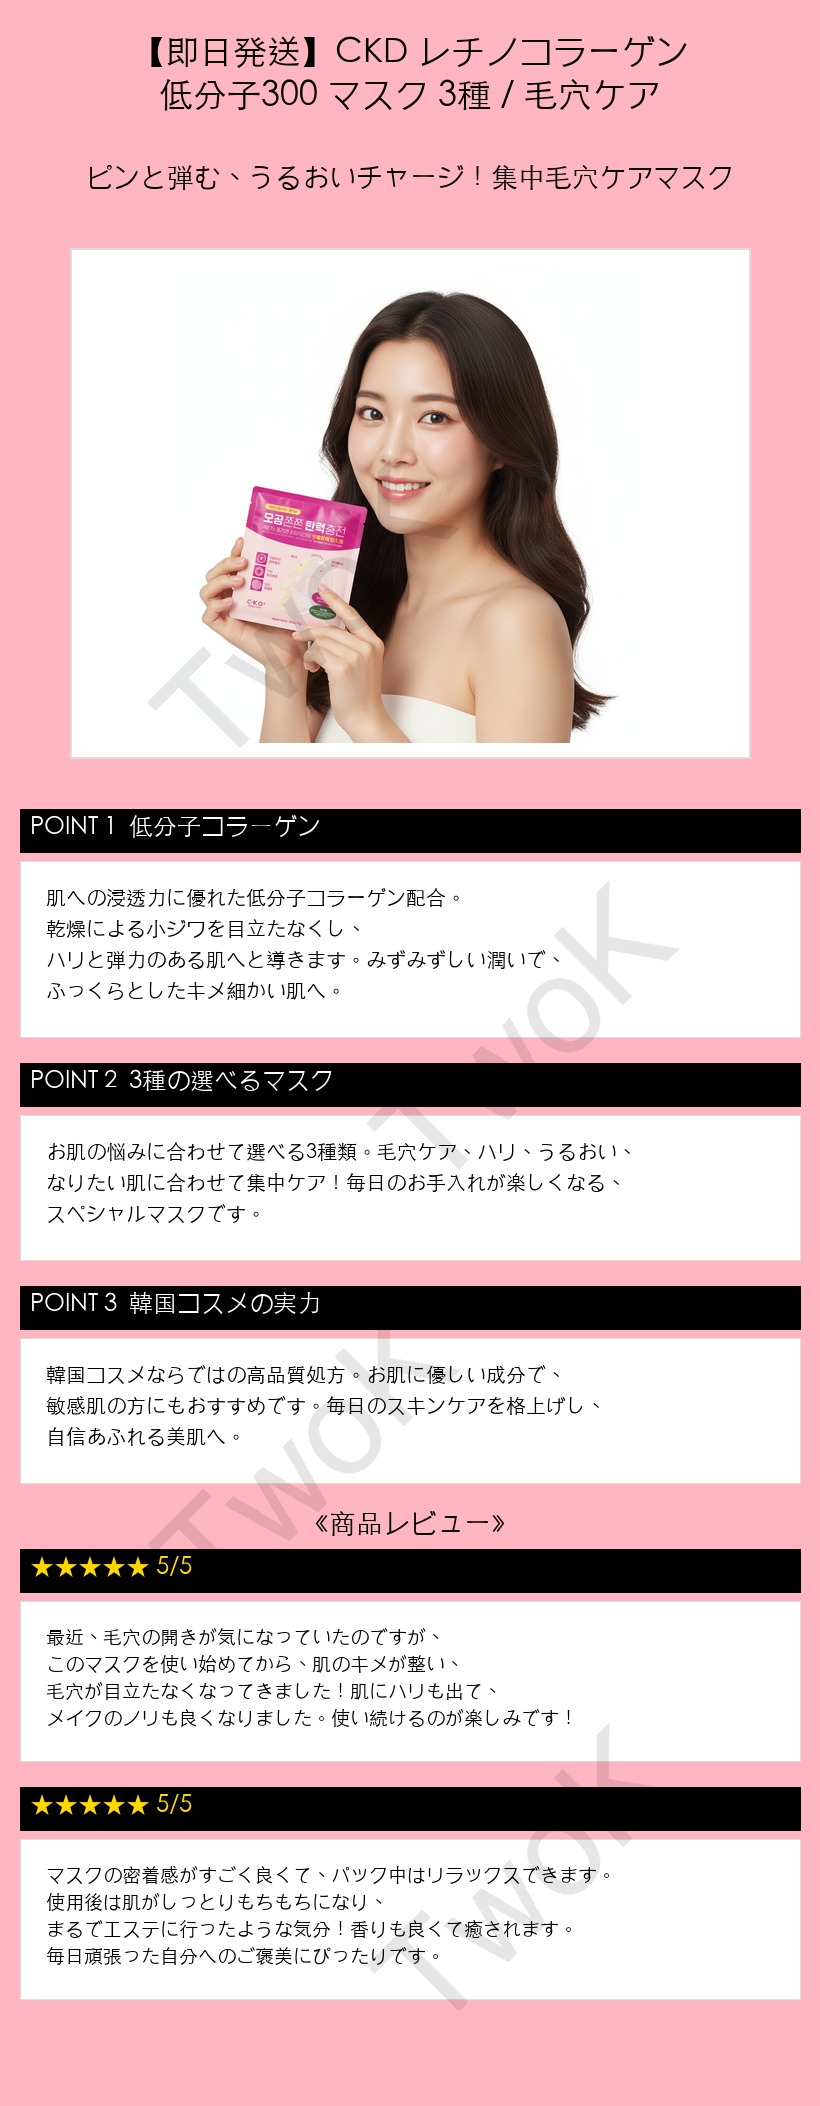 【即日発送】CKD レチノコラーゲン
低分子300 マスク 3種 / 毛穴ケア
ピンと弾む、うるおいチャージ！集中毛穴ケアマスク
모공쫀쫀 탄력충전
CKD
TwoK
POINT 1 低分子コラーゲン
肌への浸透力に優れた低分子コラーゲン配合。
乾燥による小ジワを目立たなくし、
ハリと弾力のある肌へと導きます。みずみずしい潤いで、
ふっくらとしたキメ細かい肌へ。
TwoK
POINT 2 3種の選べるマスク
お肌の悩みに合わせて選べる3種類。毛穴ケア、ハリ、うるおい、
なりたい肌に合わせて集中ケア！毎日のお手入れが楽しくなる、
スペシャルマスクです。
POINT 3 韓国コスメの実力
韓国コスメならではの高品質処方。お肌に優しい成分で、
敏感肌の方にもおすすめです。毎日のスキンケアを格上げし、
自信あふれる美肌へ。
TwoK
《商品レビュー》
★★★★★ 5/5
最近、毛穴の開きが気になっていたのですが、
このマスクを使い始めてから、肌のキメが整い、
毛穴が目立たなくなってきました！肌にハリも出て、
メイクのノリも良くなりました。使い続けるのが楽しみです！
★★★★★ 5/5
マスクの密着感がすごく良くて、パック中はリラックスできます。
使用後は肌がしっとりもちもちになり、
まるでエステに行ったような気分！香りも良くて癒されます。
毎日頑張った自分へのご褒美にぴったりです。
TwoK